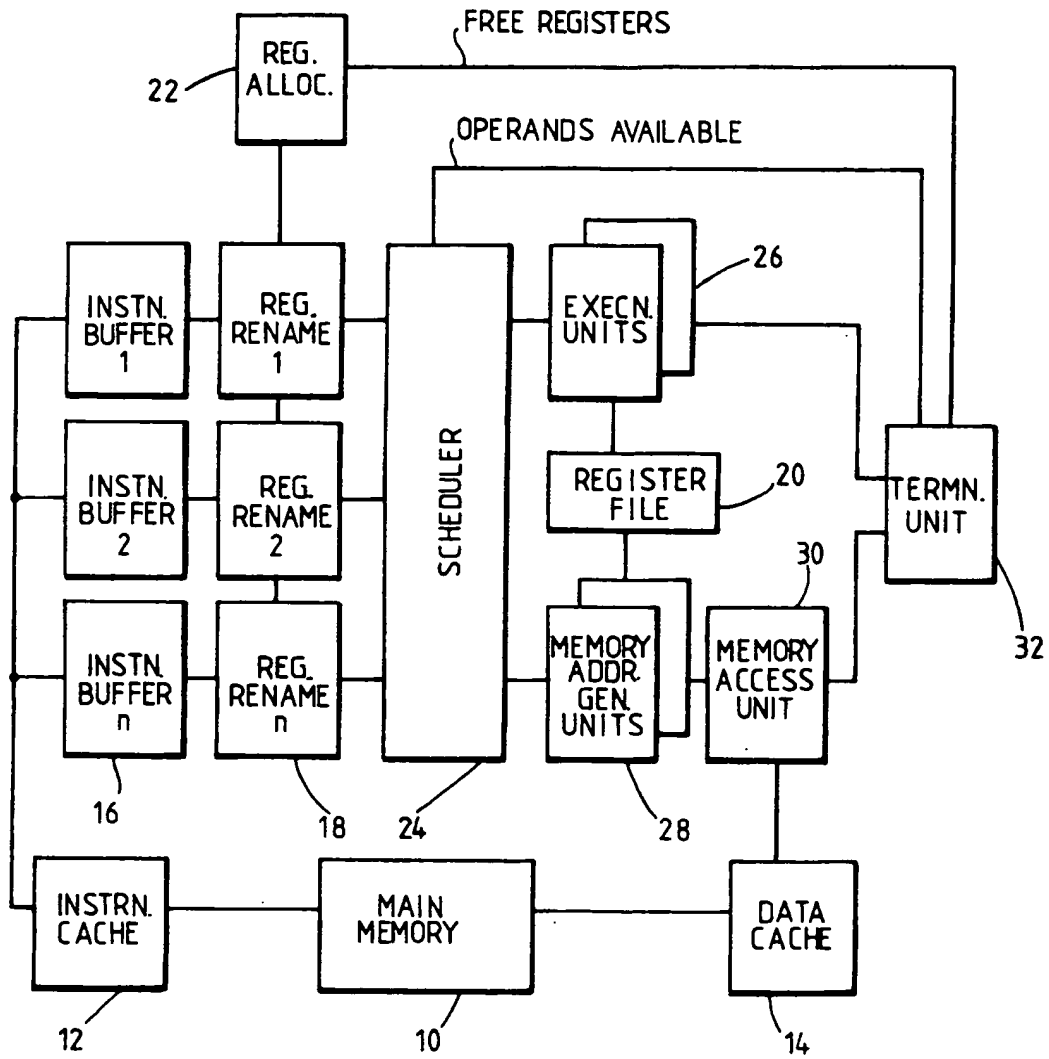 FREE REGISTERS
REG.
ALLOC.
22
OPERANDS AVAILABLE
INSTN.
BUFFER
1
REG.
RENAME
1
EXECN.
UNITS
26
INSTN.
BUFFER
2
REG.
RENAME
2
SCHEDULER
REGISTER
FILE
20
TERMN.
UNIT
32
INSTN.
BUFFER
n
REG.
RENAME
n
MEMORY
ADDR.
GEN.
UNITS
30
MEMORY
ACCESS
UNIT
16
18
24
28
INSTRN.
CACHE
MAIN
MEMORY
DATA
CACHE
12
10
14